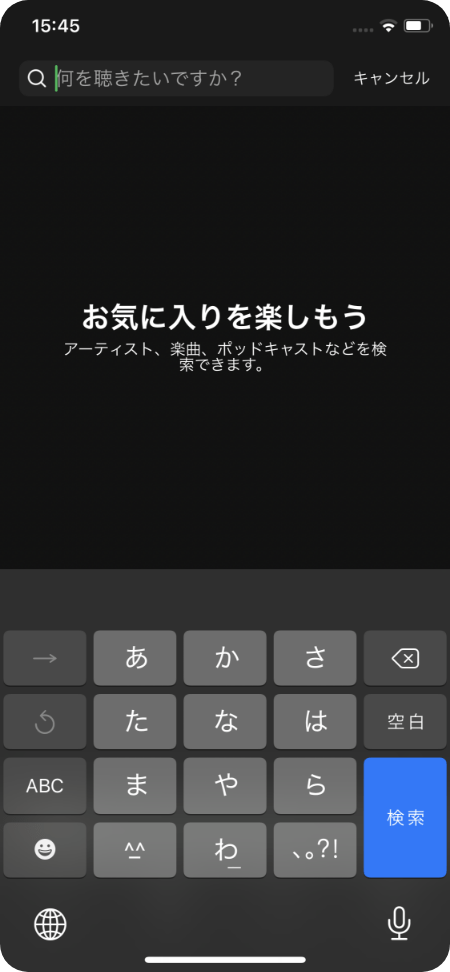 15:45
何を聴きたいですか？
キャンセル
お気に入りを楽しもう
アーティスト、楽曲、ポッドキャストなどを検
索できます。
→ あ か さ
た な は 空白
ABC ま や ら 検索
^_^ わ_ 、。?!